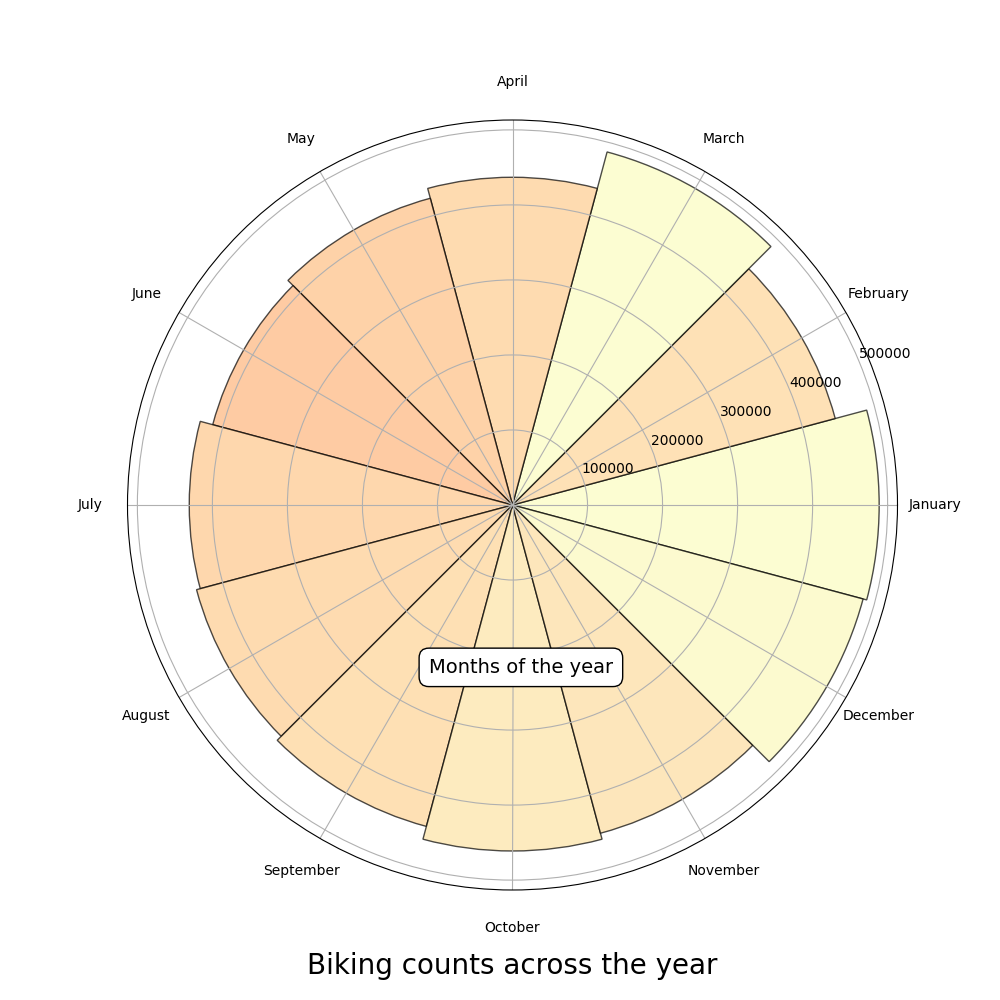 April
May
March
June
February
500000
400000
300000
200000
100000
July
January
Months of the year
August
December
September
November
October
Biking counts across the year